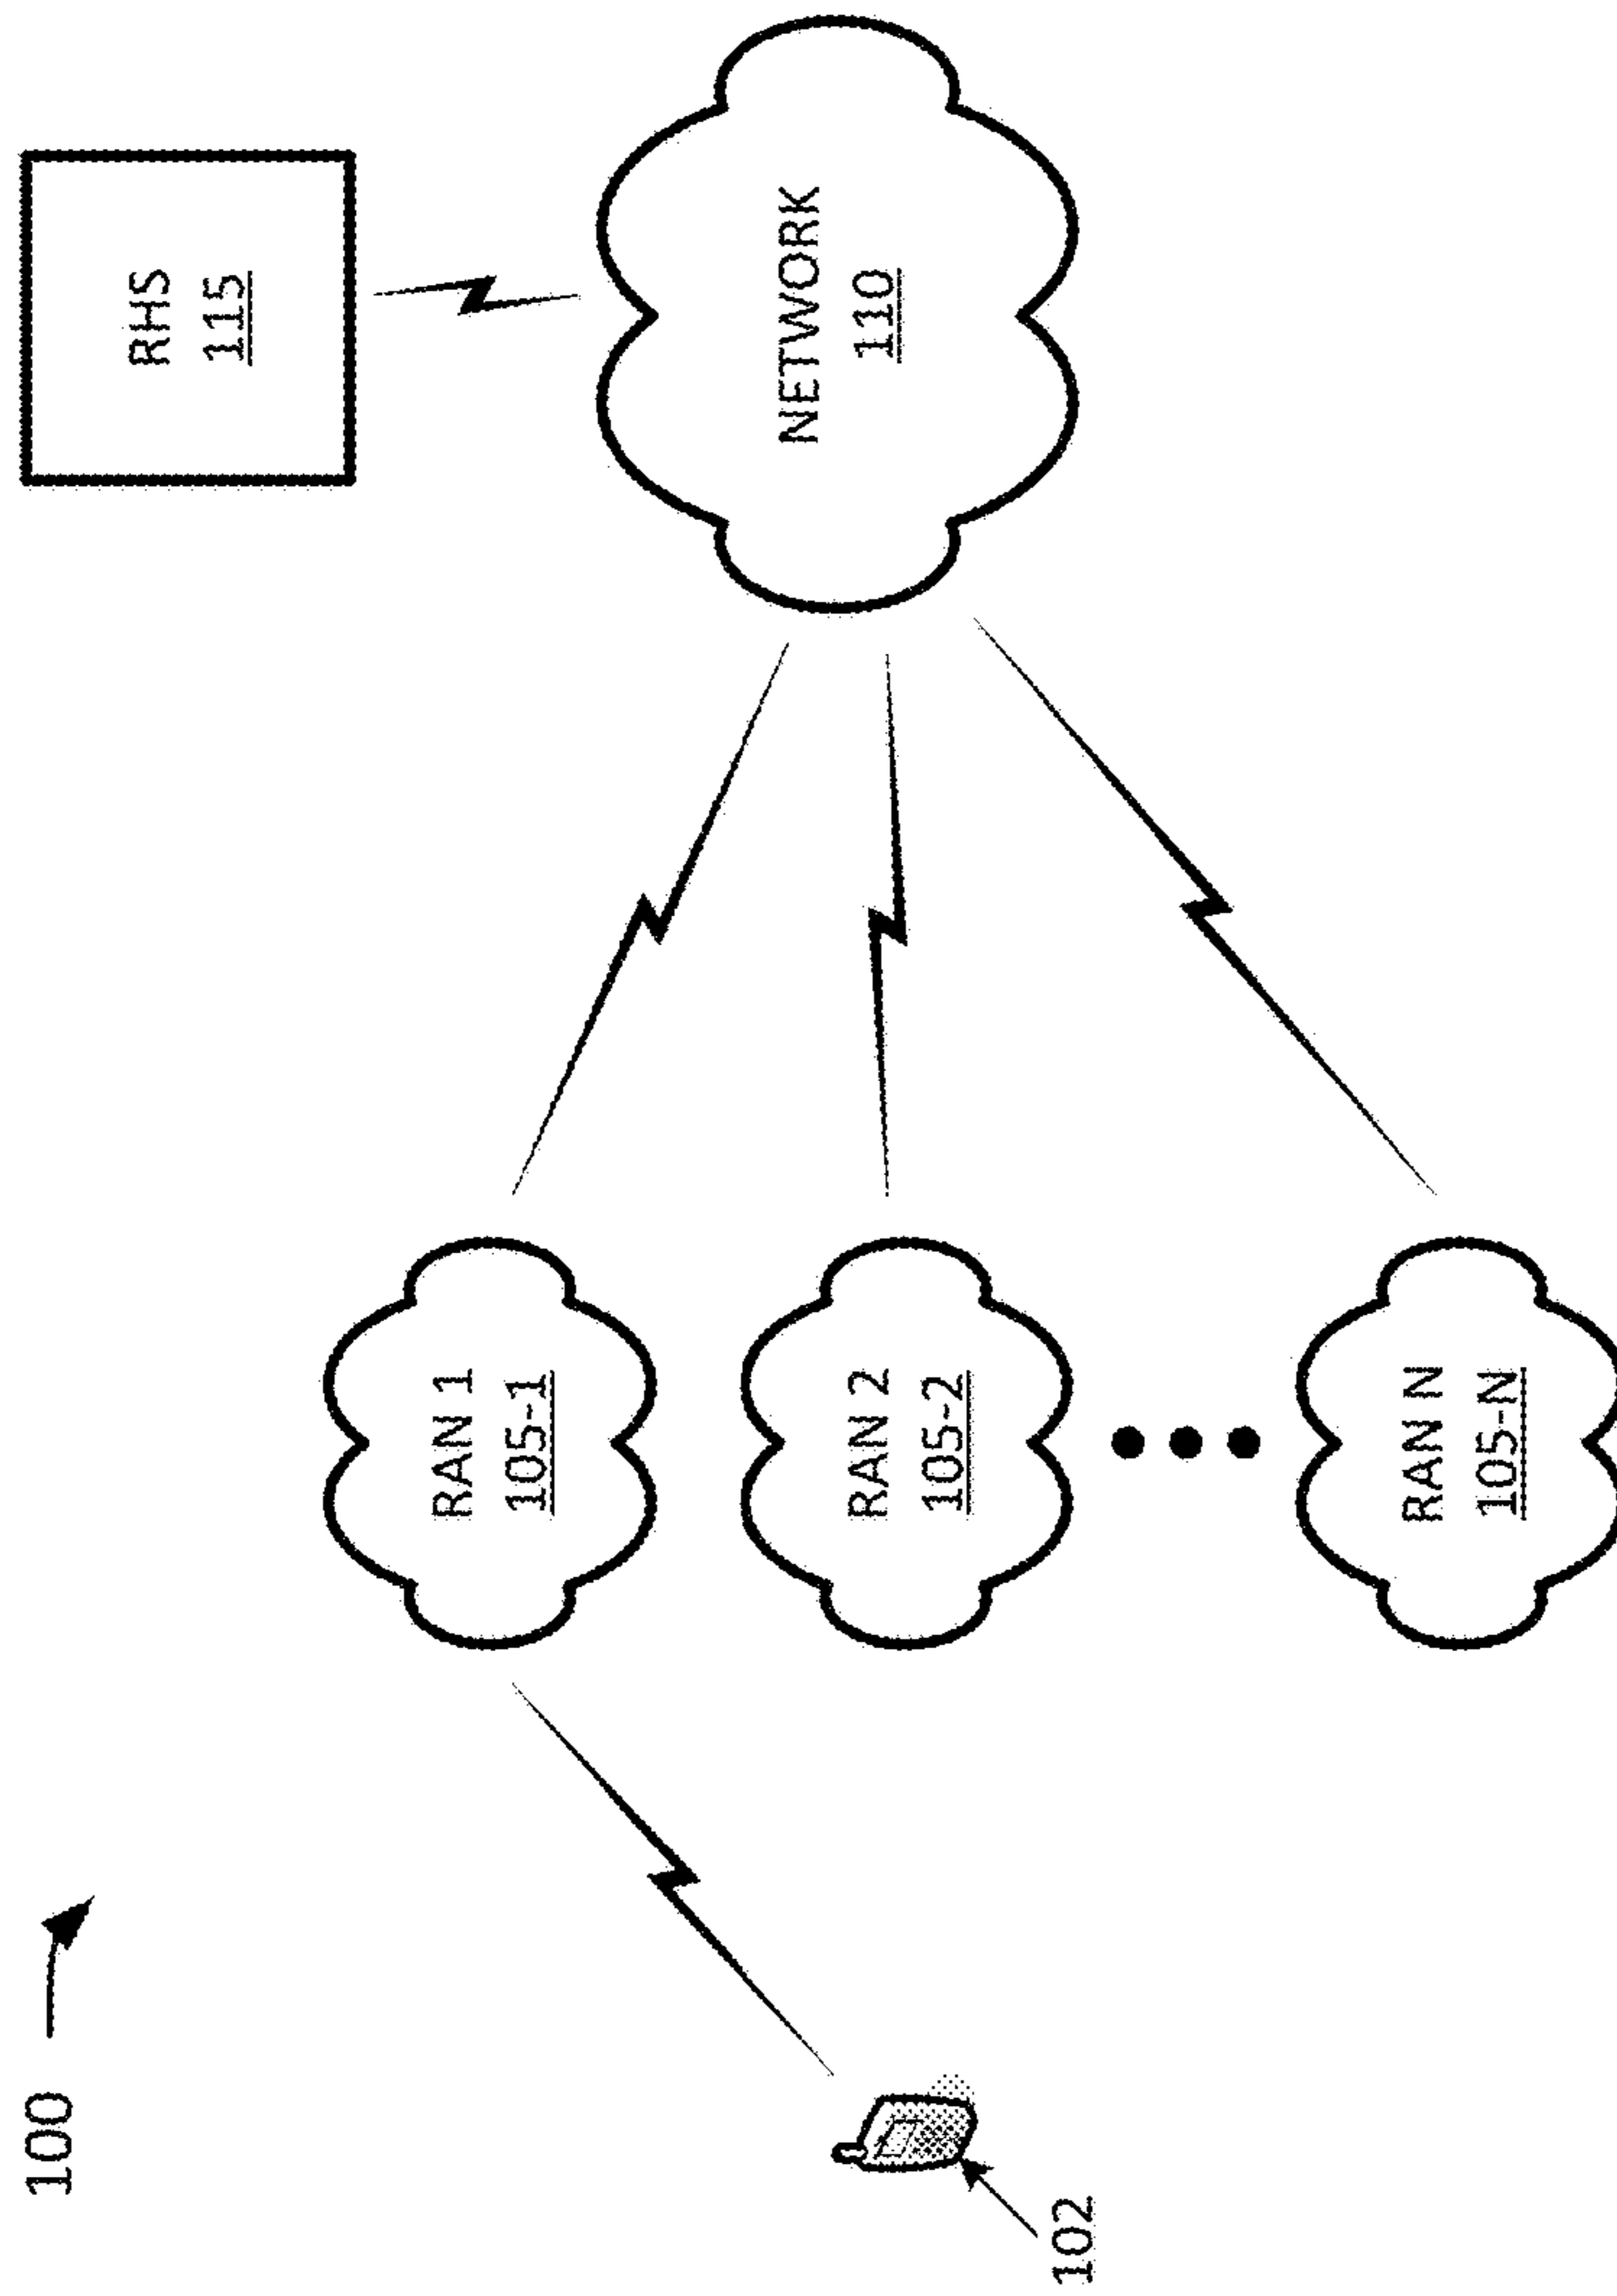 100
RHS
115
RAN 1
105-1
NETWORK
110
RAN 2
105-2
102
RAN N
105-N